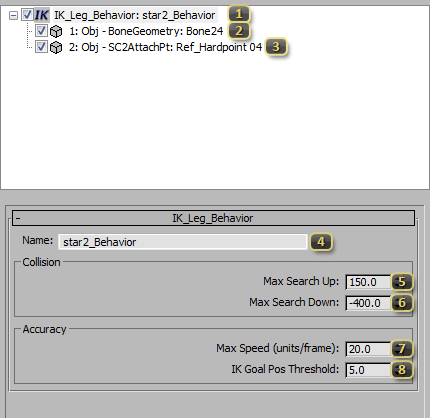 IK IK_Leg_Behavior: star2_Behavior 1
1: Obj - BoneGeometry: Bone24 2
2: Obj - SC2AttachPt: Ref_Hardpoint 04 3
- IK_Leg_Behavior
Name: star2_Behavior 4
Collision
Max Search Up: 150.0 5
Max Search Down: -400.0 6
Accuracy
Max Speed (units/frame): 20.0 7
IK Goal Pos Threshold: 5.0 8